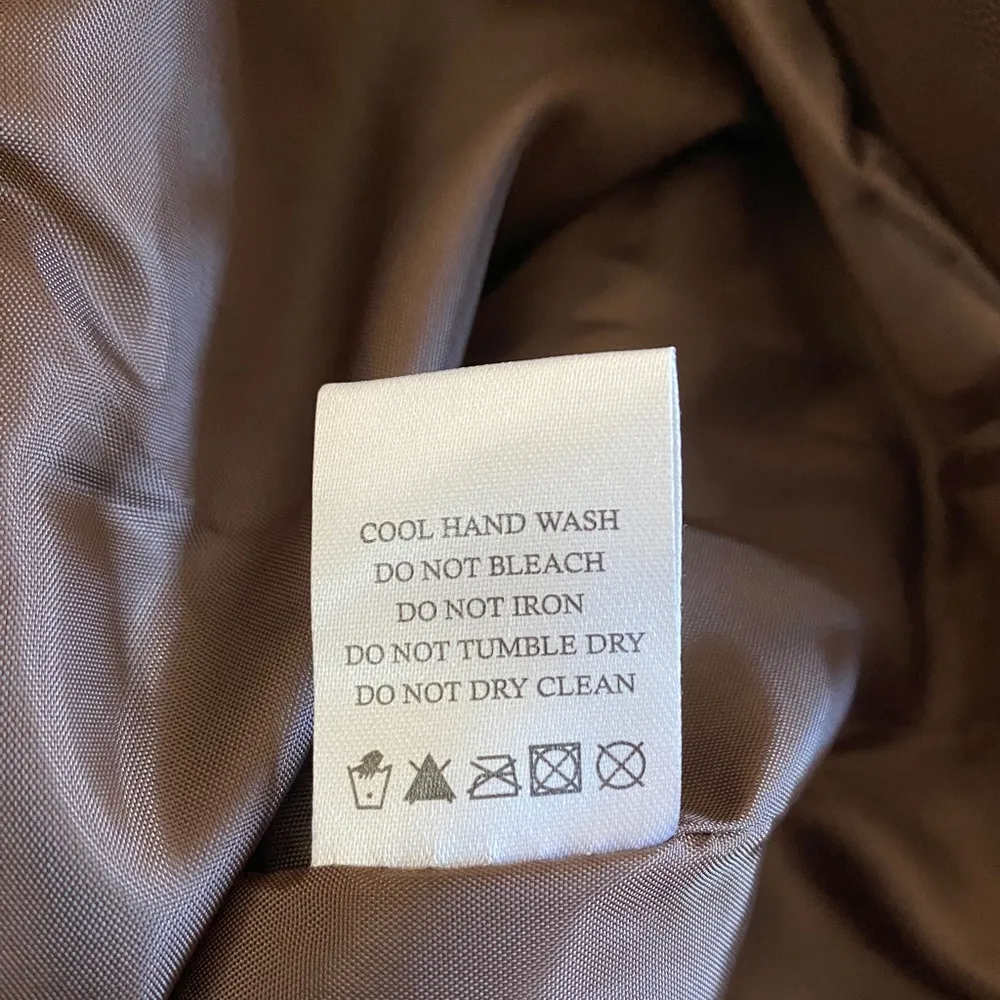 COOL HAND WASH
DO NOT BLEACH
DO NOT IRON
DO NOT TUMBLE DRY
DO NOT DRY CLEAN